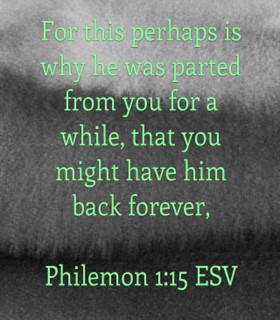 For this perhaps is
why he was parted
from you for a
while, that you
might have him
back forever,
Philemon 1:15 ESV